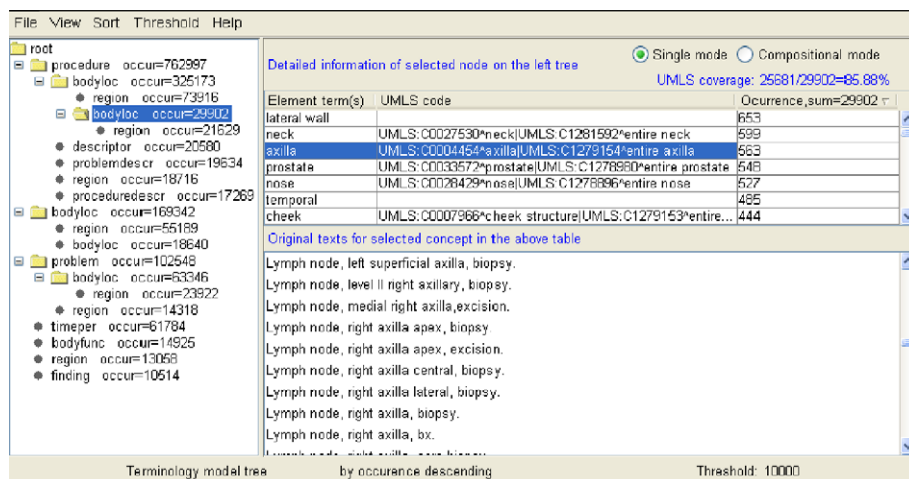 File View Sort Threshold Help
root
procedure occur=762997
bodyloc occur=325173
region occur=73916
bodyloc occur=29902
region occur=21629
descriptor occur=20580
problemdescr occur=19634
region occur=18716
proceduredescr occur=17269
bodyloc occur=169342
region occur=55189
bodyloc occur=18640
problem occur=102548
bodyloc occur=63346
region occur=23922
region occur=14318
timeper occur=61784
bodyfunc occur=14925
region occur=13058
finding occur=10514
Detailed information of selected node on the left tree
Single mode Compositional mode
UMLS coverage: 25681/29902=85.88%
Element term(s) UMLS code Ocurrence,sum=29902
lateral wall 653
neck UMLS:C0027530^neck|UMLS:C1281592^entire neck 599
axilla UMLS:C0004454^axilla|UMLS:C1279154^entire axilla 563
prostate UMLS:C0033572^prostate|UMLS:C1278980^entire prostate 548
nose UMLS:C0028429^nose|UMLS:C1278896^entire nose 527
temporal 485
cheek UMLS:C0007966^cheek structure|UMLS:C1279153^entire... 444
Original texts for selected concept in the above table
Lymph node, left superficial axilla, biopsy.
Lymph node, level II right axillary, biopsy.
Lymph node, medial right axilla,excision.
Lymph node, right axilla apex, biopsy.
Lymph node, right axilla apex, excision.
Lymph node, right axilla central, biopsy.
Lymph node, right axilla lateral, biopsy.
Lymph node, right axilla, biopsy.
Lymph node, right axilla, bx.
Terminology model tree by occurence descending Threshold: 10000